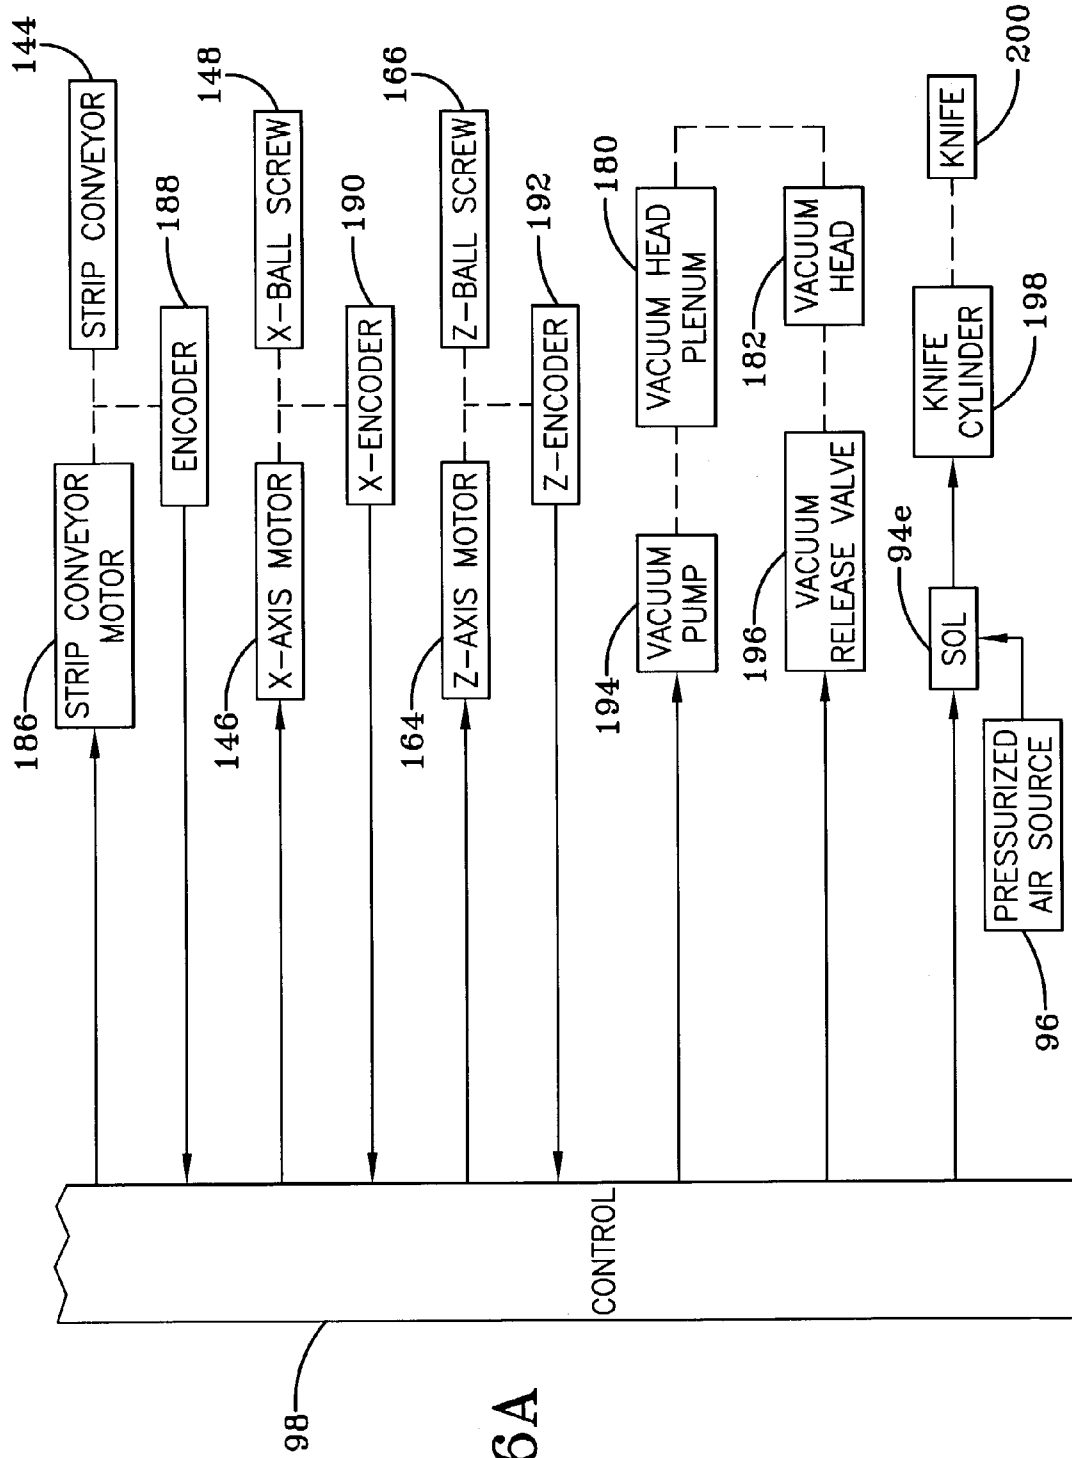 144
STRIP CONVEYOR
188
ENCODER
STRIP CONVEYOR
MOTOR
186
148
X-BALL SCREW
190
X-ENCODER
X-AXIS MOTOR
146
166
Z-BALL SCREW
192
Z-ENCODER
Z-AXIS MOTOR
164
180
VACUUM HEAD
PLENUM
VACUUM
PUMP
194
182
VACUUM
HEAD
VACUUM
RELEASE VALVE
196
200
KNIFE
KNIFE
CYLINDER
198
94e
SOL
PRESSURIZED
AIR SOURCE
96
CONTROL
98
6A